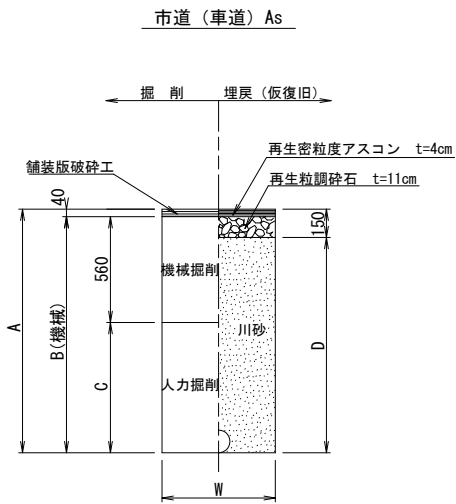 市道（車道）As
掘 削
埋戻（仮復旧）
再生密粒度アスコン t=4cm
舗装版破砕工
再生粒調砕石 t=11cm
40
150
機械掘削
560
A
B(機械)
川砂
D
C
人力掘削
W